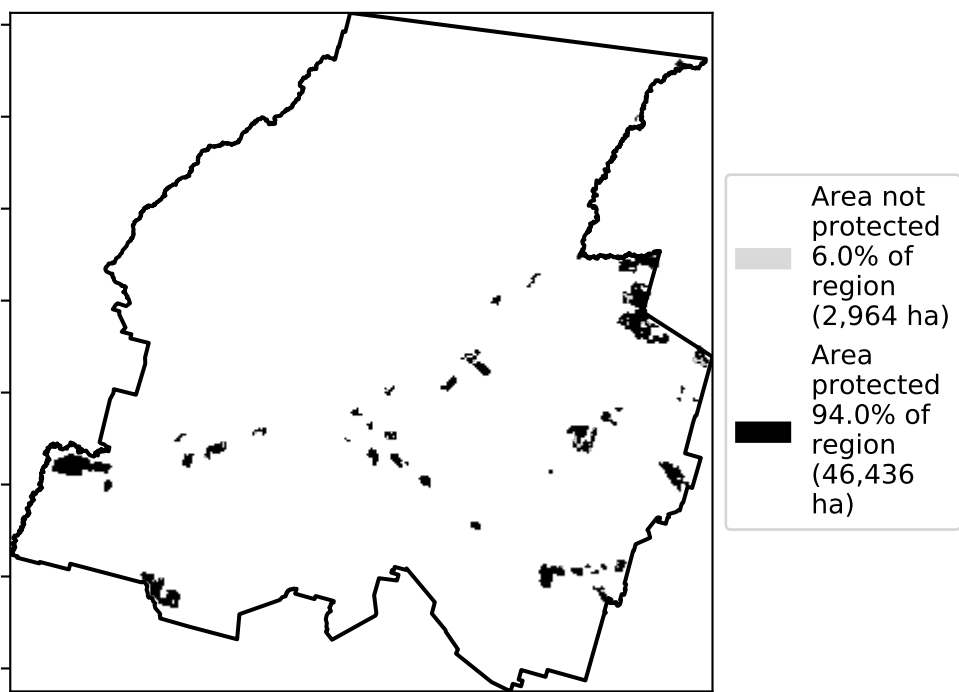 Area not
protected
6.0% of
region
(2,964 ha)
Area
protected
94.0% of
region
(46,436
ha)